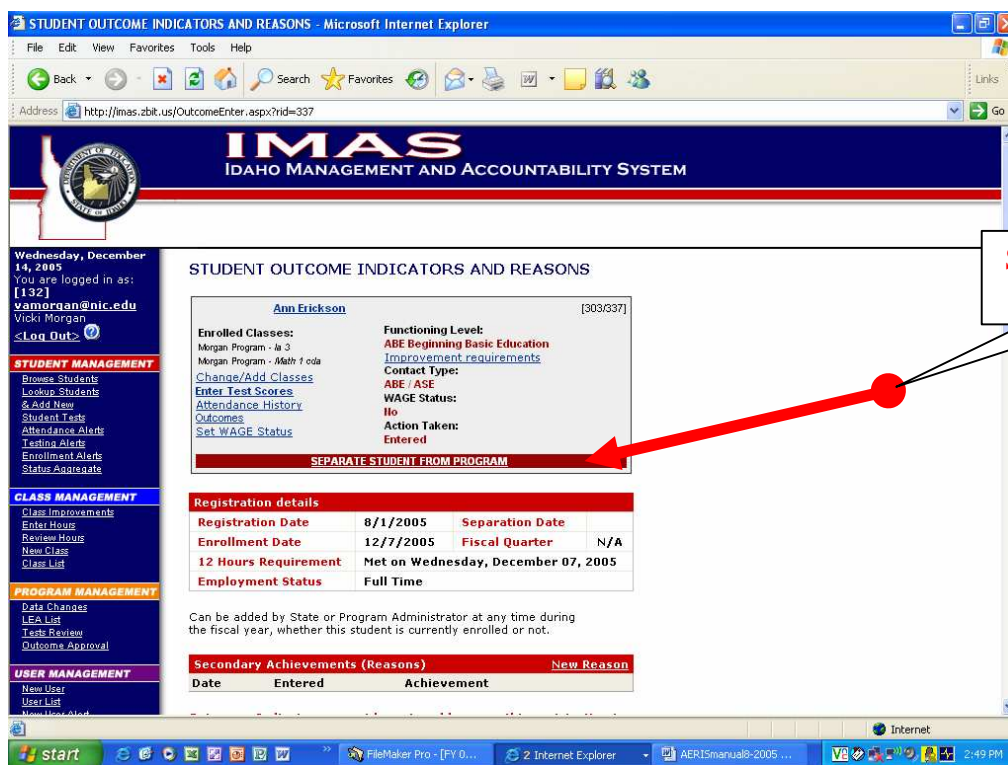 STUDENT OUTCOME INDICATORS AND REASONS - Microsoft Internet Explorer
File Edit View Favorites Tools Help
Back Search Favorites Links
Address http://imas.zbit.us/OutcomeEnter.aspx?rid=337 Go
IMAS
IDAHO MANAGEMENT AND ACCOUNTABILITY SYSTEM
Wednesday, December 14, 2005
You are logged in as:
[132]
vamorgan@nic.edu
Vicki Morgan
<Log Out>
STUDENT MANAGEMENT
Browse Students
Lookup Students
& Add New
Student Tests
Attendance Alerts
Testing Alerts
Enrollment Alerts
Status Aggregate
CLASS MANAGEMENT
Class Improvements
Enter Hours
Review Hours
New Class
Class List
PROGRAM MANAGEMENT
Data Changes
LEA List
Tests Review
Outcome Approval
USER MANAGEMENT
New User
User List
New User Alert
STUDENT OUTCOME INDICATORS AND REASONS
Ann Erickson [303/337]
Enrolled Classes:
Morgan Program - la 3
Morgan Program - Math 1 cda
Change/Add Classes
Enter Test Scores
Attendance History
Outcomes
Set WAGE Status
Functioning Level:
ABE Beginning Basic Education
Improvement requirements
Contact Type:
ABE / ASE
WAGE Status:
No
Action Taken:
Entered
SEPARATE STUDENT FROM PROGRAM
Registration details
Registration Date 8/1/2005 Separation Date
Enrollment Date 12/7/2005 Fiscal Quarter N/A
12 Hours Requirement Met on Wednesday, December 07, 2005
Employment Status Full Time
Can be added by State or Program Administrator at any time during
the fiscal year, whether this student is currently enrolled or not.
Secondary Achievements (Reasons) New Reason
Date Entered Achievement
Internet
start FileMaker Pro - [FY 0... 2 Internet Explorer AERISmanual8-2005 ... 2:49 PM